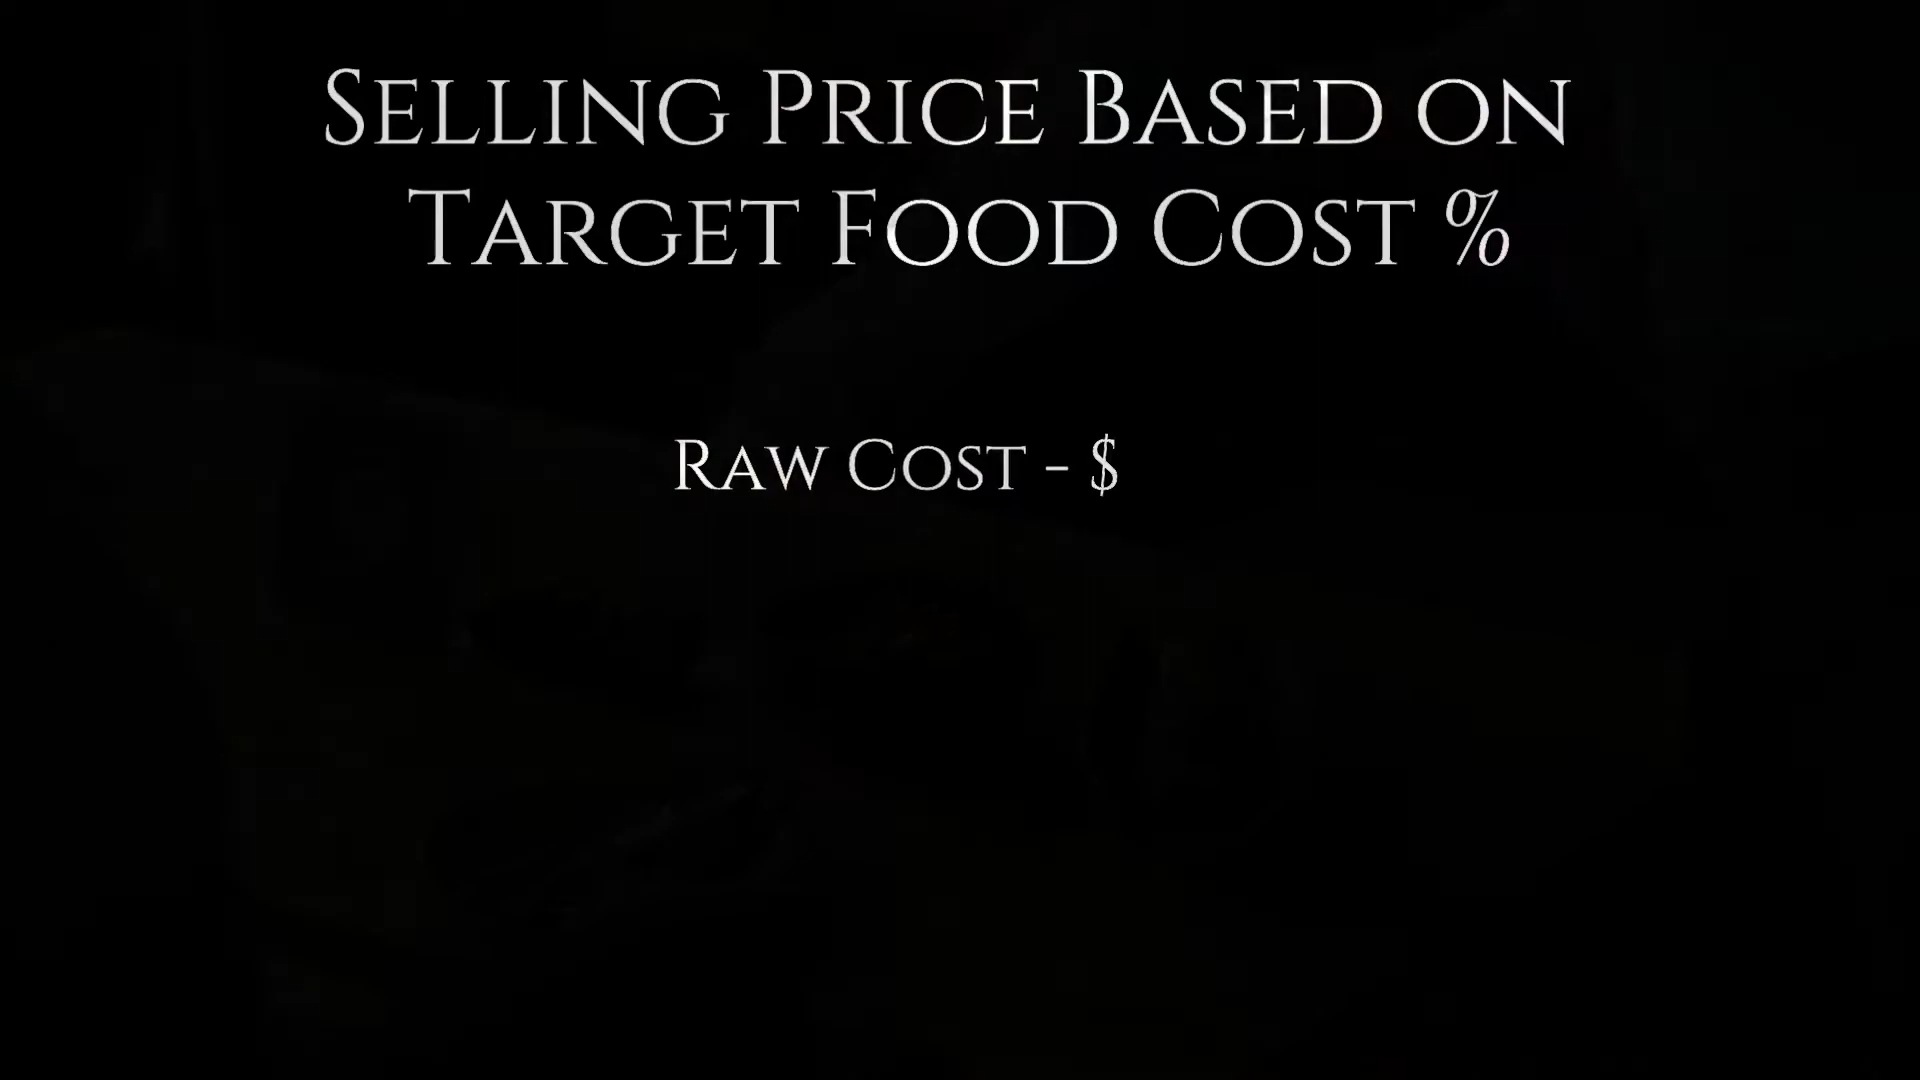 Selling Price Based on
Target Food Cost %
Raw Cost - $